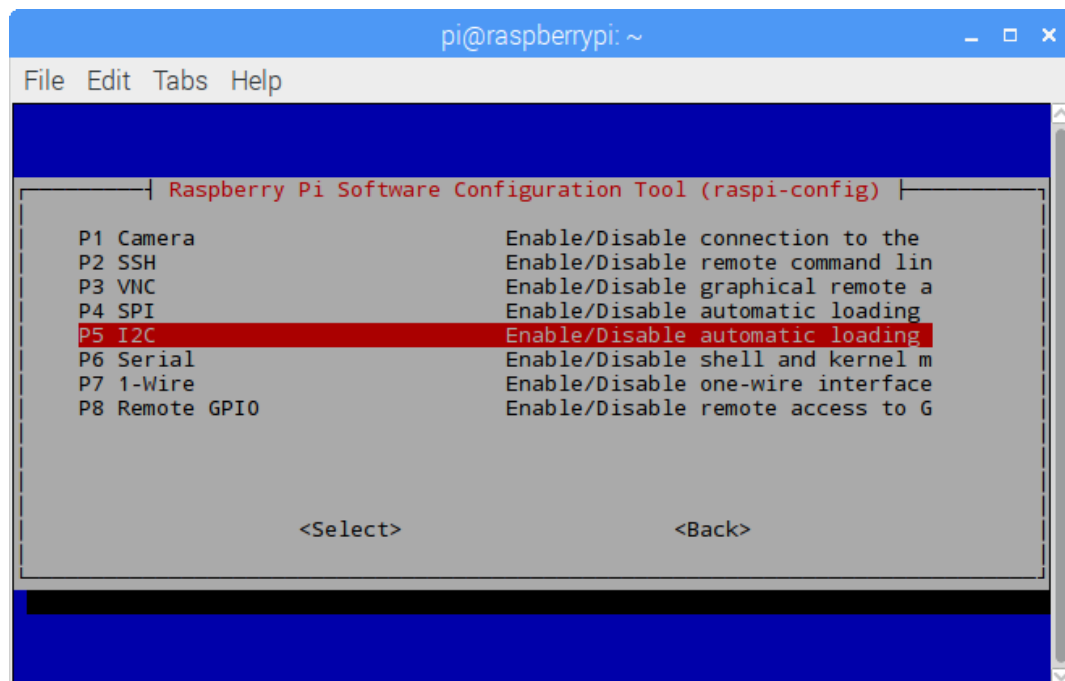 pi@raspberrypi: ~
File Edit Tabs Help
Raspberry Pi Software Configuration Tool (raspi-config)
P1 Camera Enable/Disable connection to the
P2 SSH Enable/Disable remote command lin
P3 VNC Enable/Disable graphical remote a
P4 SPI Enable/Disable automatic loading
P5 I2C Enable/Disable automatic loading
P6 Serial Enable/Disable shell and kernel m
P7 1-Wire Enable/Disable one-wire interface
P8 Remote GPIO Enable/Disable remote access to G
<Select> <Back>